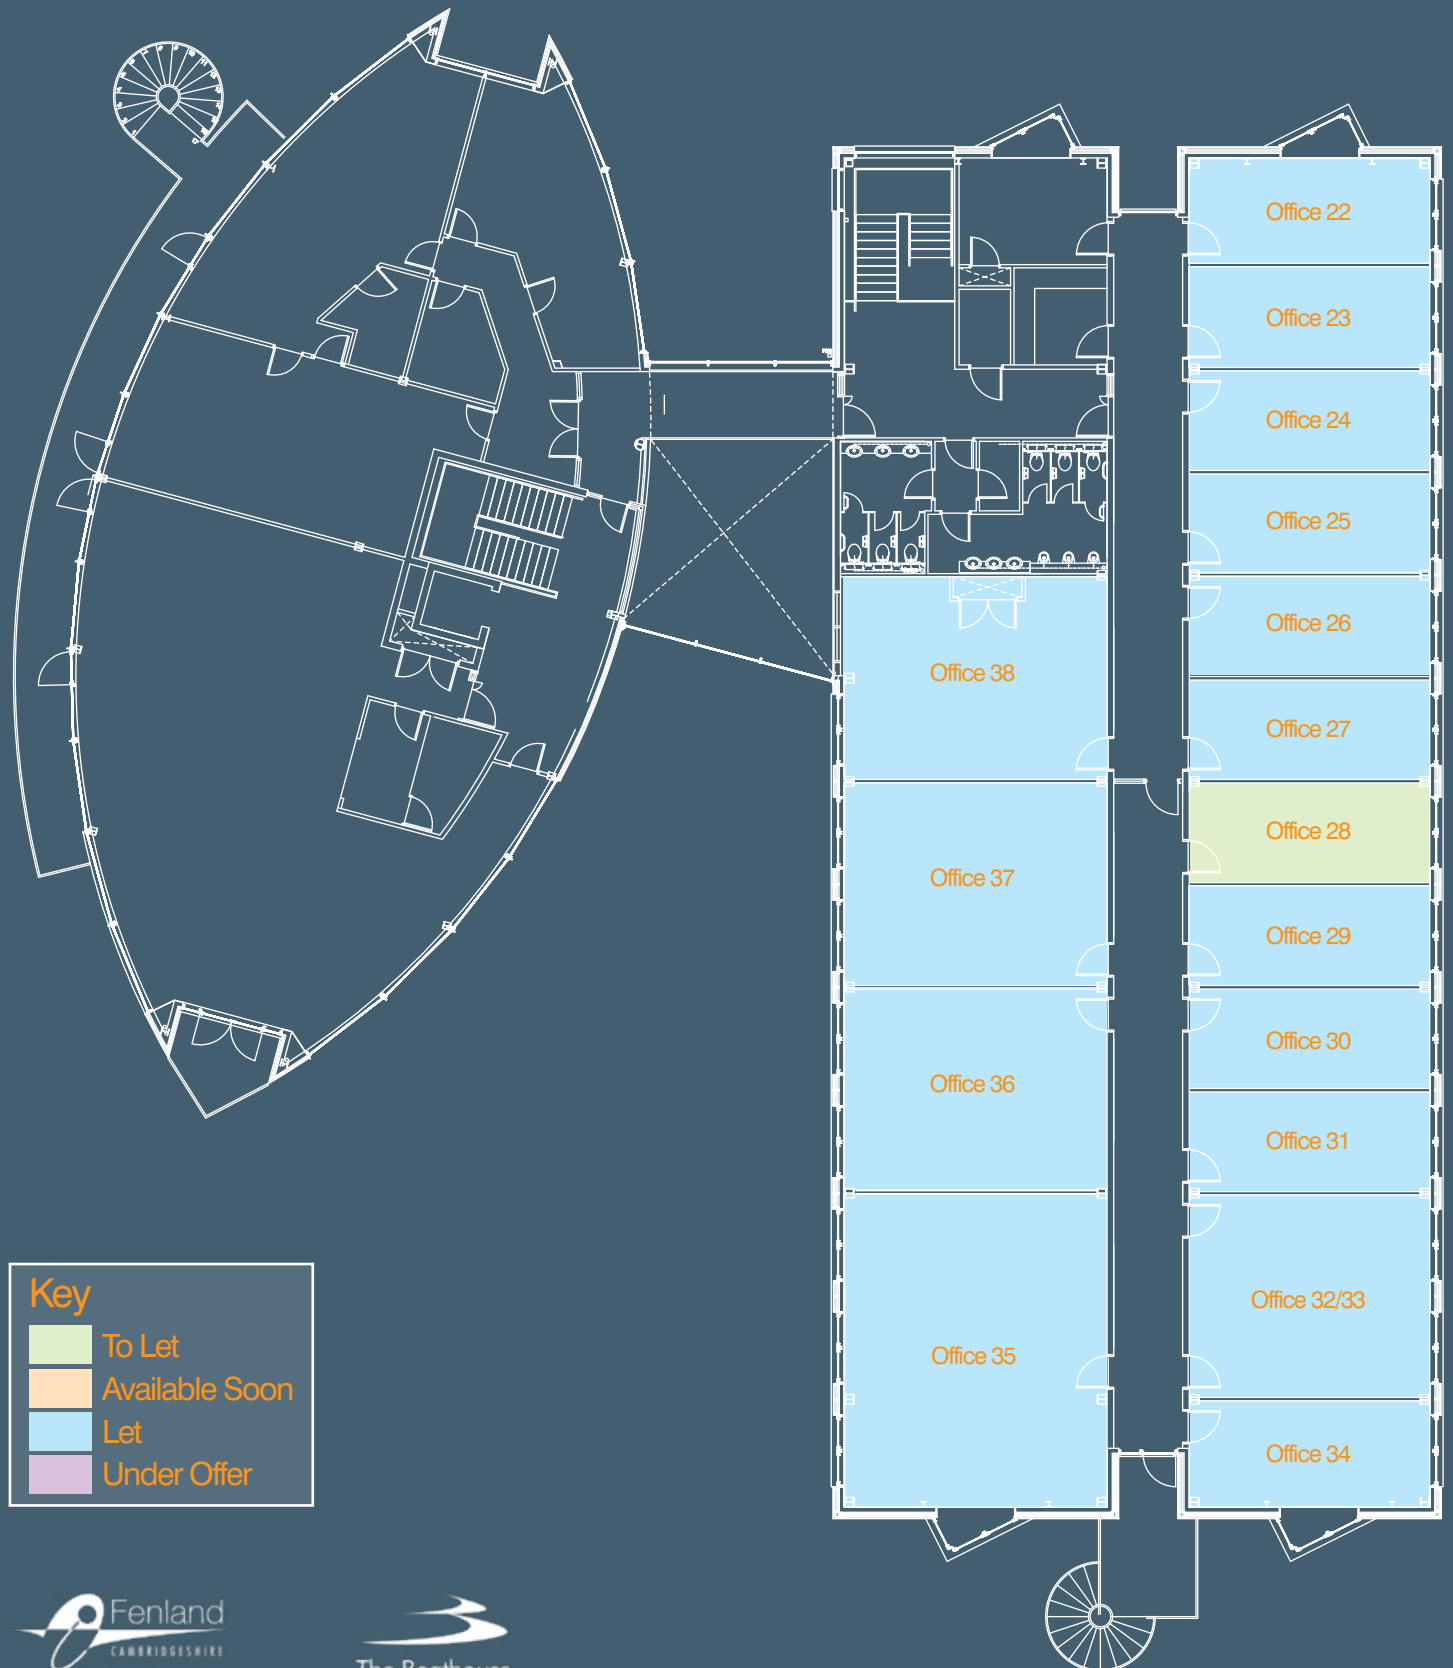 Office 22
Office 23
Office 24
Office 25
Office 26
Office 38
Office 27
Office 28
Office 37
Office 29
Office 30
Office 36
Office 31
Office 32/33
Office 35
Office 34
Key
To Let
Available Soon
Let
Under Offer
Fenland
CAMBRIDGESHIRE
The Boathouse